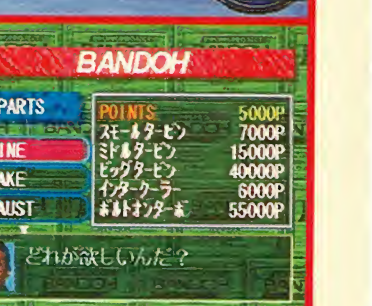 BANDOH
PARTS
INE
AKE
AUST
POINTS 5000P
スモールタービン 7000P
ミドルタービン 15000P
ビッグタービン 40000P
インタークーラー 6000P
ボルトオンターボ 55000P
どれが欲しいんだ?